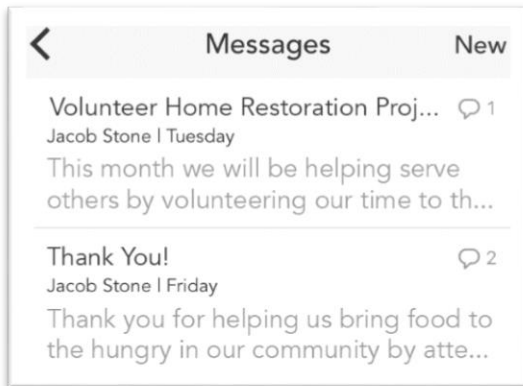 Messages New
Volunteer Home Restoration Proj... 1
Jacob Stone | Tuesday
This month we will be helping serve
others by volunteering our time to th...
Thank You! 2
Jacob Stone | Friday
Thank you for helping us bring food to
the hungry in our community by atte...